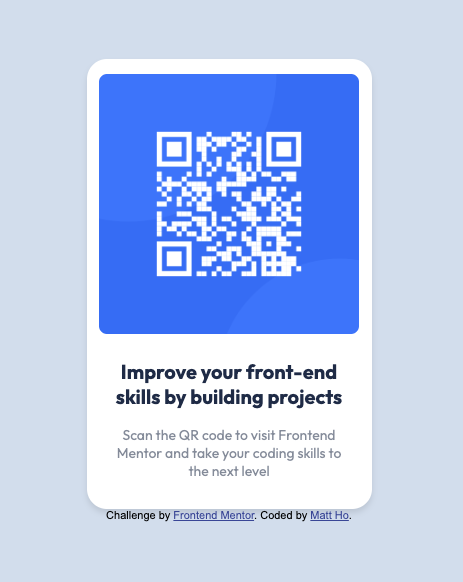 Improve your front-end
skills by building projects
Scan the QR code to visit Frontend
Mentor and take your coding skills to
the next level
Challenge by Frontend Mentor. Coded by Matt Ho.